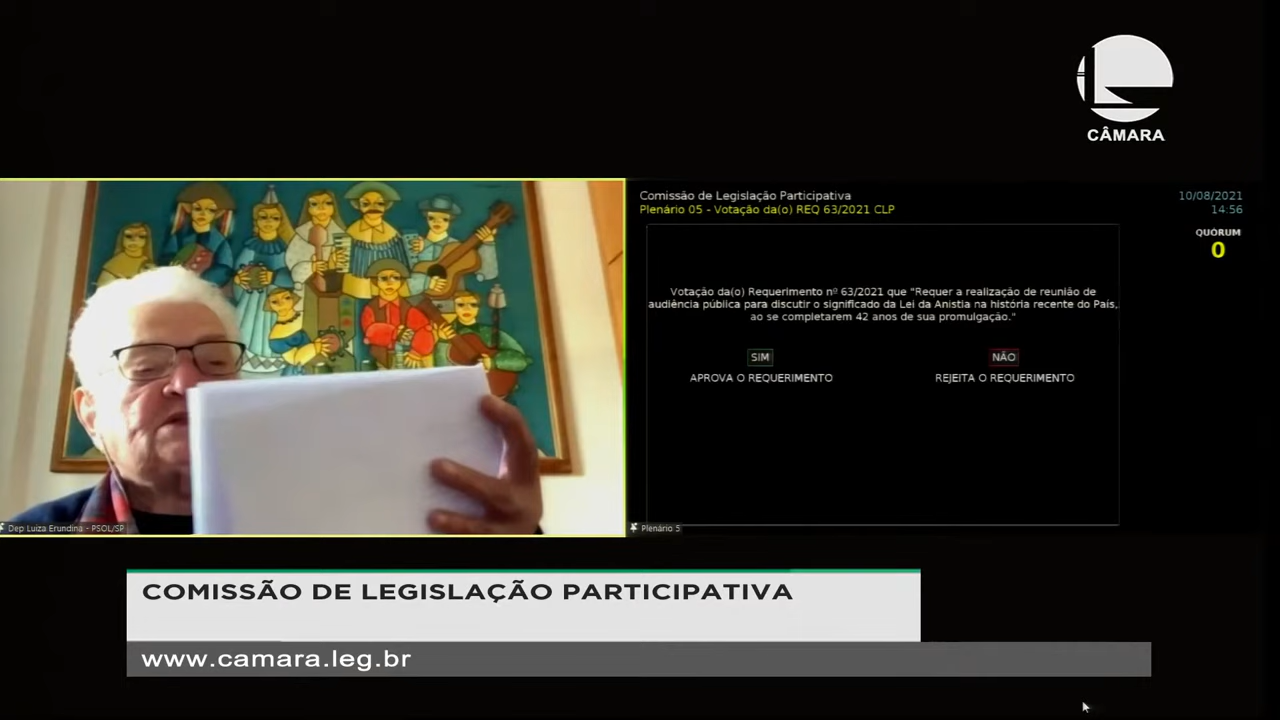 CÂMARA
Comissão de Legislação Participativa
10/08/2021
Plenário 05 - Votação da(o) REQ 63/2021 CLP
14:56
QUÓRUM
0
Votação da(o) Requerimento nº 63/2021 que "Requer a realização de reunião de
audiência pública para discutir o significado da Lei da Anistia na história recente do País,
ao se completarem 42 anos de sua promulgação."
SIM
NÃO
APROVA O REQUERIMENTO
REJEITA O REQUERIMENTO
Dep Luiza Erundina - PSOL/SP
Plenário 5
COMISSÃO DE LEGISLAÇÃO PARTICIPATIVA
www.camara.leg.br